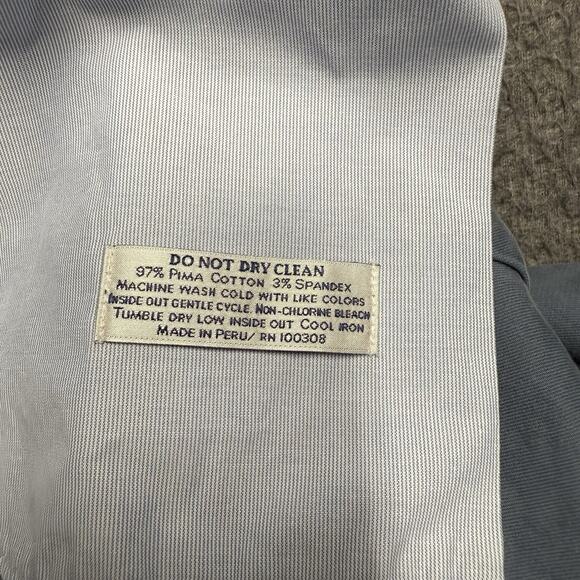 DO NOT DRY CLEAN
97% PIMA COTTON 3% SPANDEX
MACHINE WASH COLD WITH LIKE COLORS
INSIDE OUT GENTLE CYCLE. NON-CHLORINE BLEACH
TUMBLE DRY LOW INSIDE OUT COOL IRON
MADE IN PERU/ RN 100308